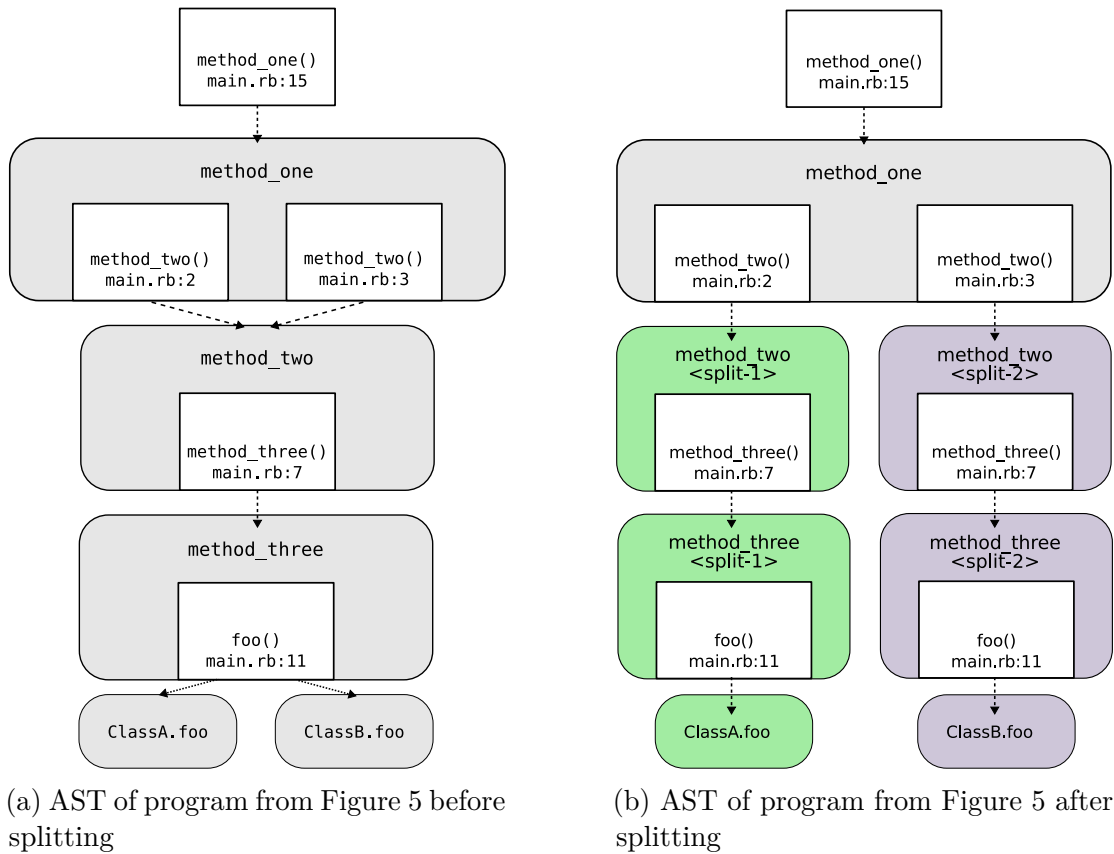 method_one()
main.rb:15
method_one
method_two()
main.rb:2
method_two()
main.rb:3
method_two
method_three()
main.rb:7
method_three
foo()
main.rb:11
ClassA.foo
ClassB.foo
(a) AST of program from Figure 5 before
splitting
method_one()
main.rb:15
method_one
method_two()
main.rb:2
method_two()
main.rb:3
method_two
<split-1>
method_three()
main.rb:7
method_three
<split-1>
foo()
main.rb:11
ClassA.foo
method_two
<split-2>
method_three()
main.rb:7
method_three
<split-2>
foo()
main.rb:11
ClassB.foo
(b) AST of program from Figure 5 after
splitting